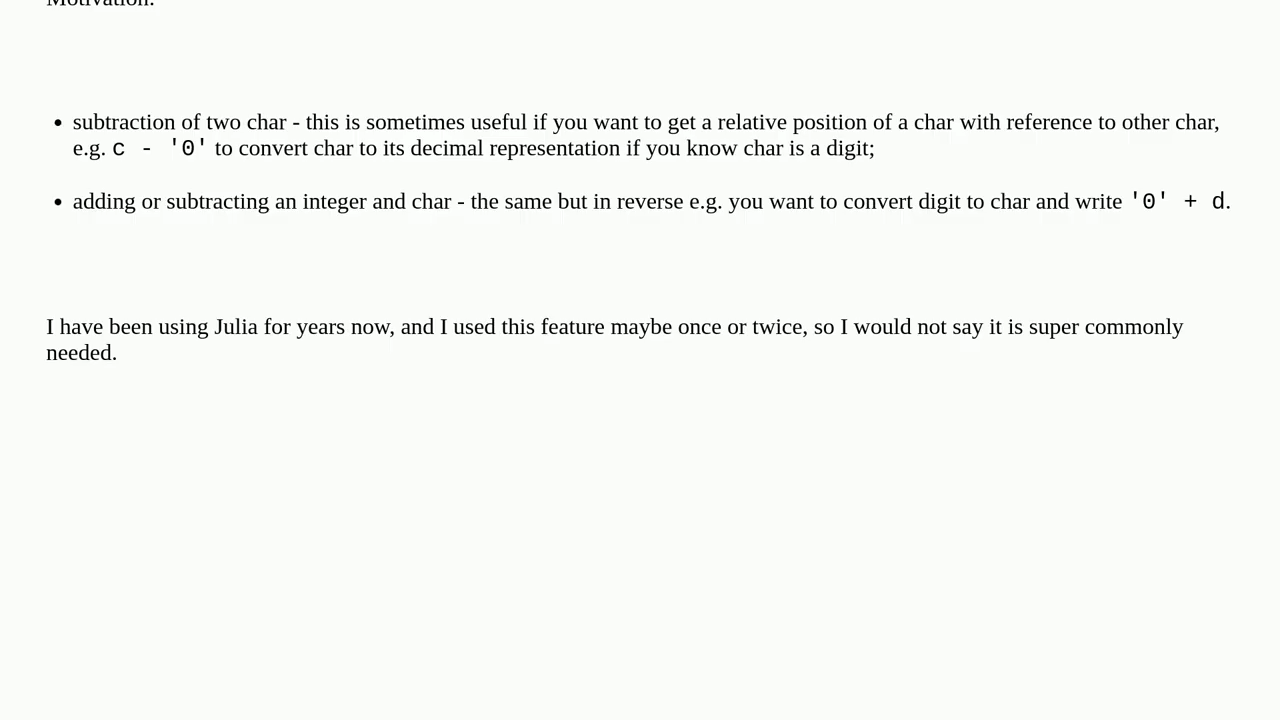 Motivation:
subtraction of two char - this is sometimes useful if you want to get a relative position of a char with reference to other char,
e.g. c - '0' to convert char to its decimal representation if you know char is a digit;
adding or subtracting an integer and char - the same but in reverse e.g. you want to convert digit to char and write '0' + d.
I have been using Julia for years now, and I used this feature maybe once or twice, so I would not say it is super commonly
needed.